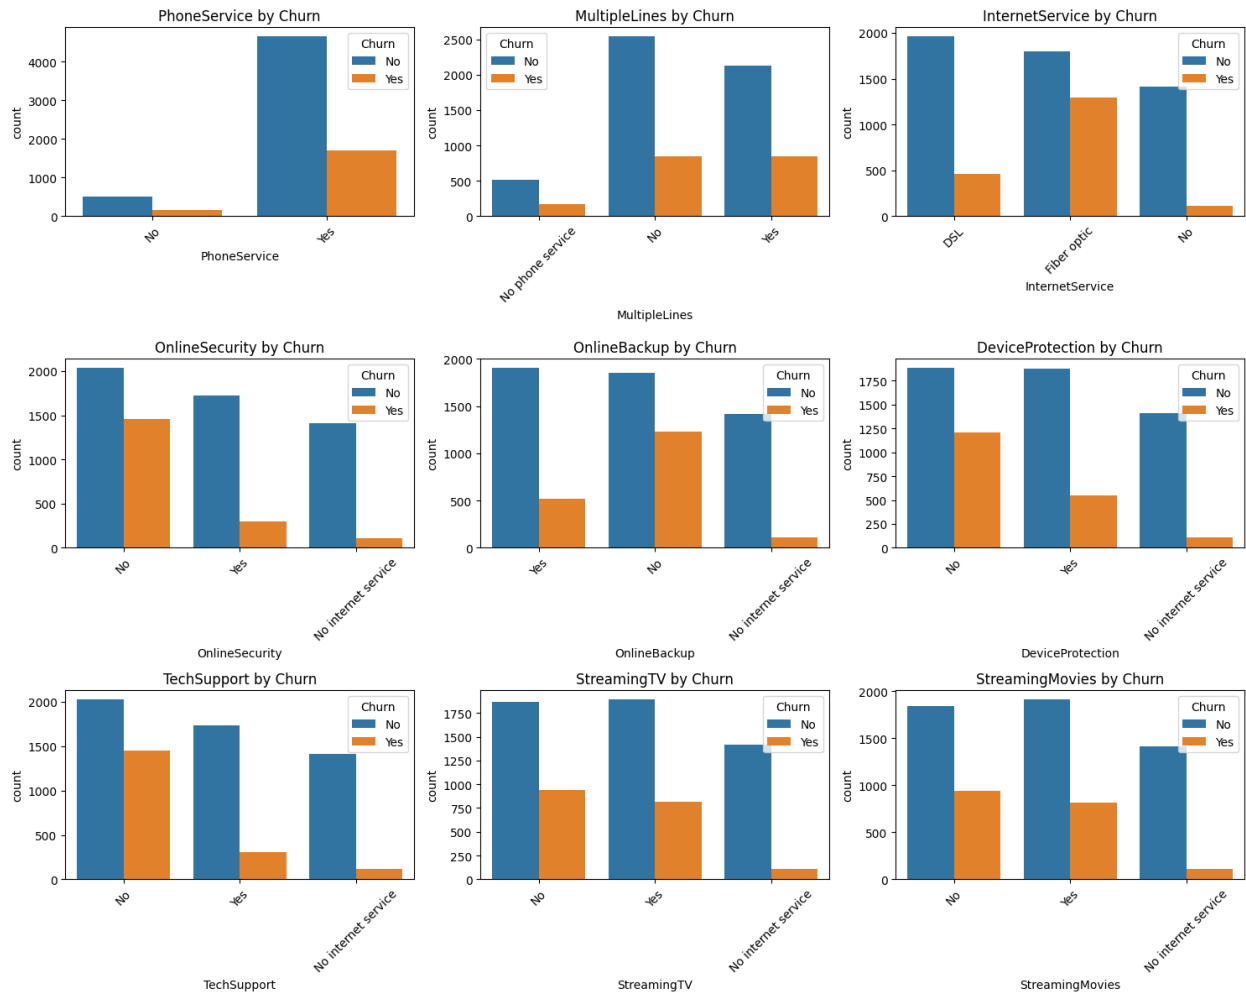 PhoneService by Churn
count
4000
3000
2000
1000
0
Churn
No
Yes
No
Yes
PhoneService
MultipleLines by Churn
count
2500
2000
1500
1000
500
0
Churn
No
Yes
No phone service
No
Yes
MultipleLines
InternetService by Churn
count
2000
1500
1000
500
0
Churn
No
Yes
DSL
Fiber optic
No
InternetService
OnlineSecurity by Churn
count
2000
1500
1000
500
0
Churn
No
Yes
No
Yes
No internet service
OnlineSecurity
OnlineBackup by Churn
count
2000
1500
1000
500
0
Churn
No
Yes
Yes
No
No internet service
OnlineBackup
DeviceProtection by Churn
count
1750
1500
1250
1000
750
500
250
0
Churn
No
Yes
No
Yes
No internet service
DeviceProtection
TechSupport by Churn
count
2000
1500
1000
500
0
Churn
No
Yes
No
Yes
No internet service
TechSupport
StreamingTV by Churn
count
1750
1500
1250
1000
750
500
250
0
Churn
No
Yes
No
Yes
No internet service
StreamingTV
StreamingMovies by Churn
count
2000
1500
1000
500
0
Churn
No
Yes
No
Yes
No internet service
StreamingMovies